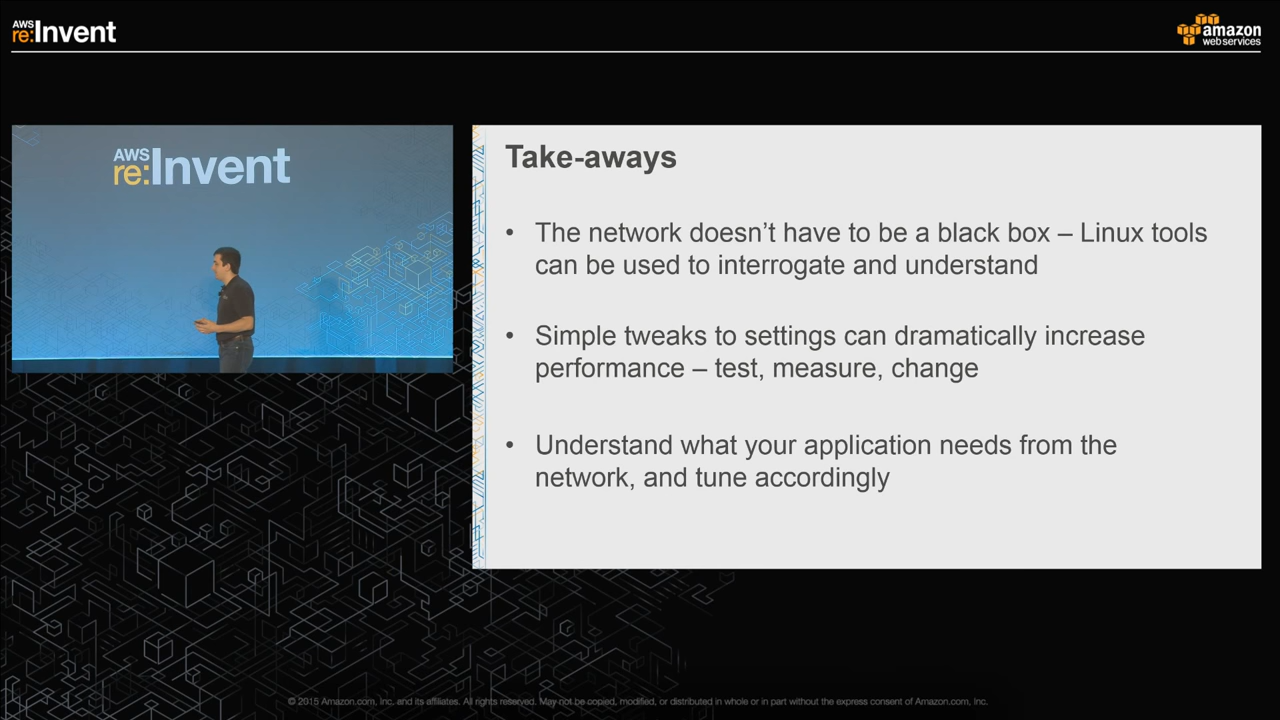 AWS
re:Invent
amazon
web services
AWS
re:Invent
Take-aways
• The network doesn’t have to be a black box – Linux tools
can be used to interrogate and understand
• Simple tweaks to settings can dramatically increase
performance – test, measure, change
• Understand what your application needs from the
network, and tune accordingly
© 2015 Amazon.com, Inc. and its affiliates. All rights reserved. May not be copied, modified, or distributed in whole or in part without the express consent of Amazon.com, Inc.